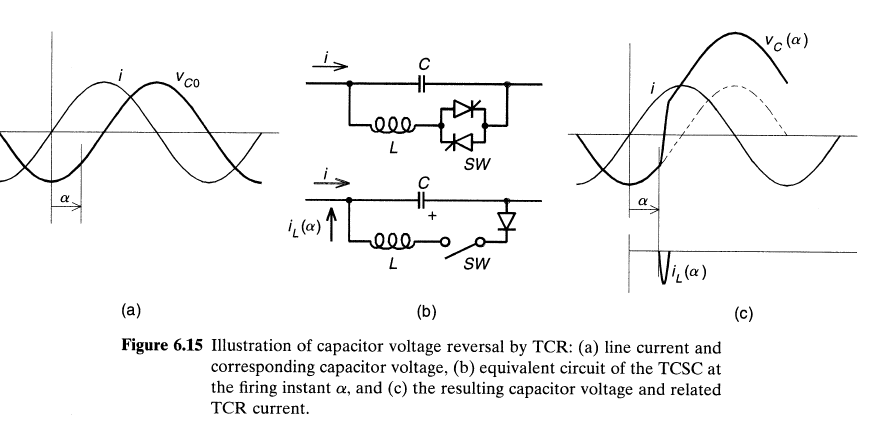 i
v_C0
α
(a)
i
C
L
SW
i
C
+
i_L(α)
L
SW
(b)
v_C(α)
i
α
i_L(α)
(c)
Figure 6.15 Illustration of capacitor voltage reversal by TCR: (a) line current and
corresponding capacitor voltage, (b) equivalent circuit of the TCSC at
the firing instant α, and (c) the resulting capacitor voltage and related
TCR current.